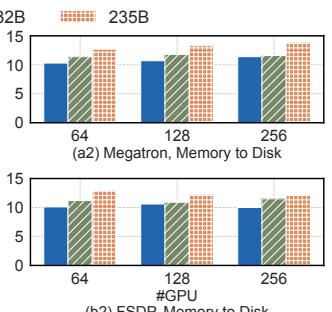 32B 235B
15
10
5
0
64 128 256
(a2) Megatron, Memory to Disk
15
10
5
0
64 128 256
#GPU
(b2) FSDP, Memory to Disk